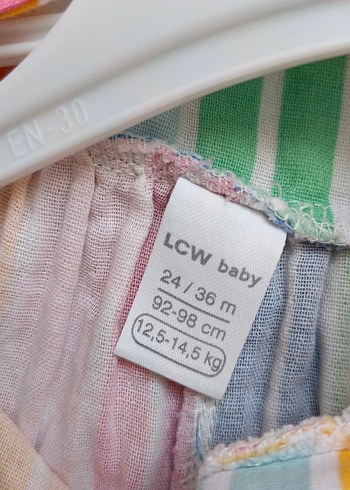 EN-30
LCW baby
24 / 36 m
92-98 cm
12,5-14,5 kg